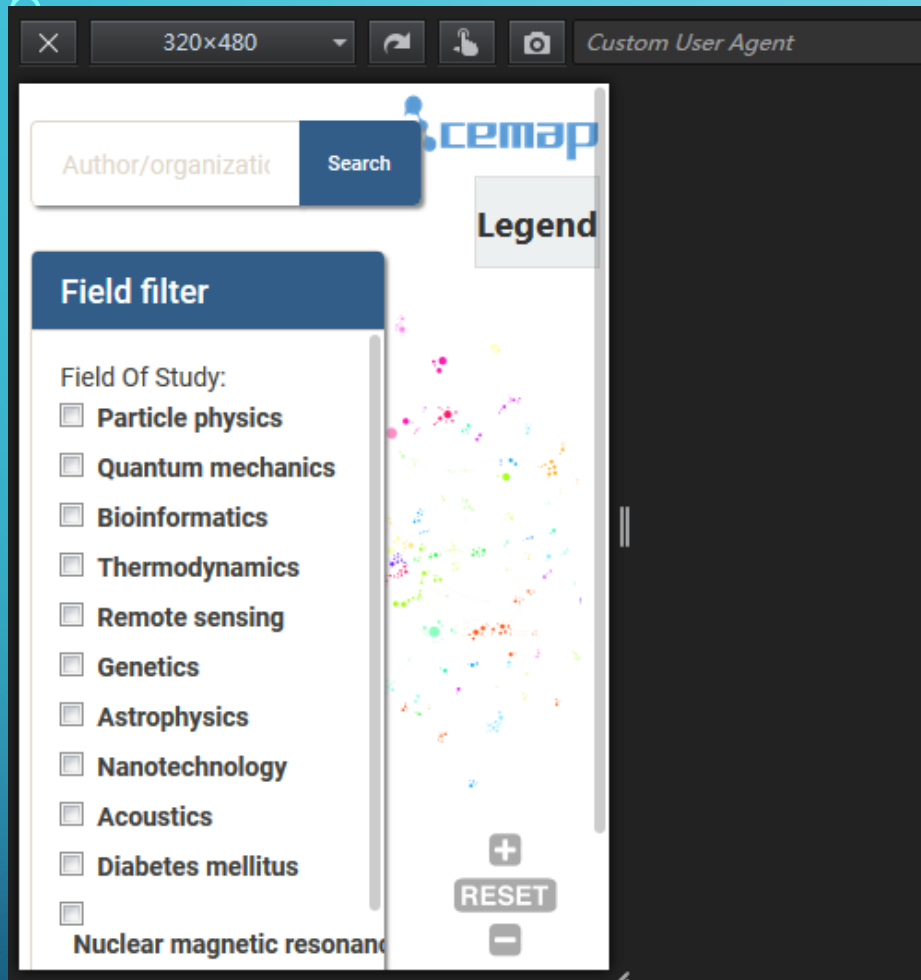 320×480
Custom User Agent
cemap
Author/organizatic
Search
Legend
Field filter
Field Of Study:
Particle physics
Quantum mechanics
Bioinformatics
Thermodynamics
Remote sensing
Genetics
Astrophysics
Nanotechnology
Acoustics
Diabetes mellitus
Nuclear magnetic resonanc
RESET